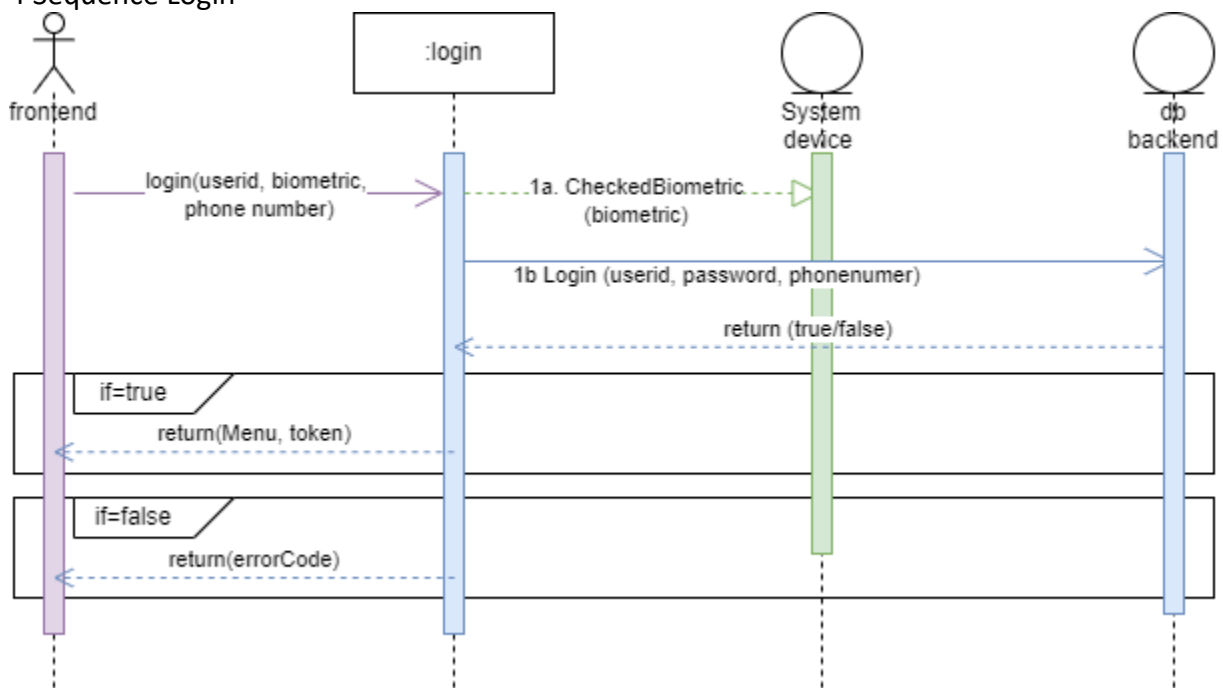 Sequence Login
:login
frontend
System
device
db
backend
login(userid, biometric,
phone number)
1a. CheckedBiometric
(biometric)
1b Login (userid, password, phonenumer)
return (true/false)
if=true
return(Menu, token)
if=false
return(errorCode)